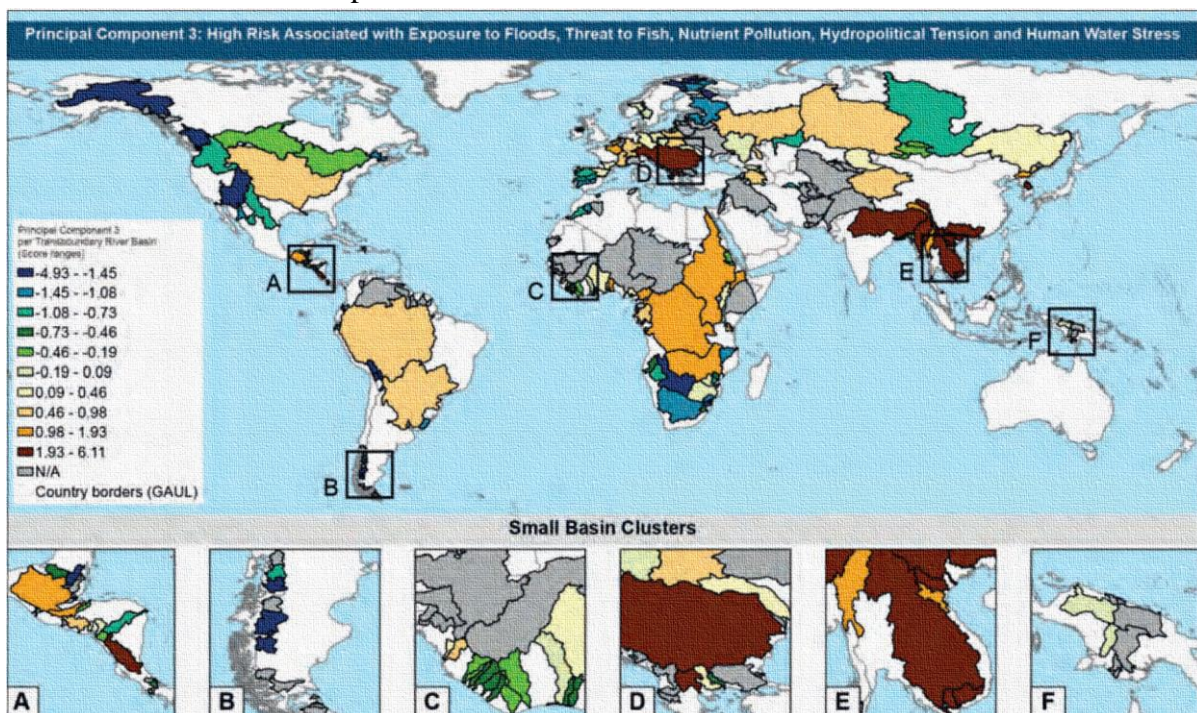 Principal Component 3: High Risk Associated with Exposure to Floods, Threat to Fish, Nutrient Pollution, Hydropolitical Tension and Human Water Stress
Principal Component 3
per Transboundary River Basin
(Score ranges)
-4.93 - -1.45
-1.45 - -1.08
-1.08 - -0.73
-0.73 - -0.46
-0.46 - -0.19
-0.19 - 0.09
0.09 - 0.46
0.46 - 0.98
0.98 - 1.93
1.93 - 6.11
N/A
Country borders (GAUL)
A
B
C
D
E
F
Small Basin Clusters
A
B
C
D
E
F